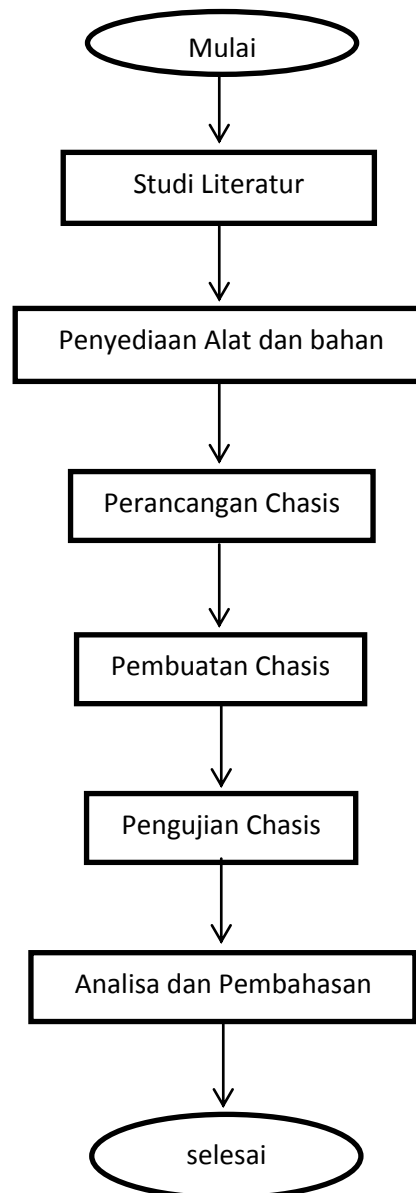 Mulai
Studi Literatur
Penyediaan Alat dan bahan
Perancangan Chasis
Pembuatan Chasis
Pengujian Chasis
Analisa dan Pembahasan
selesai